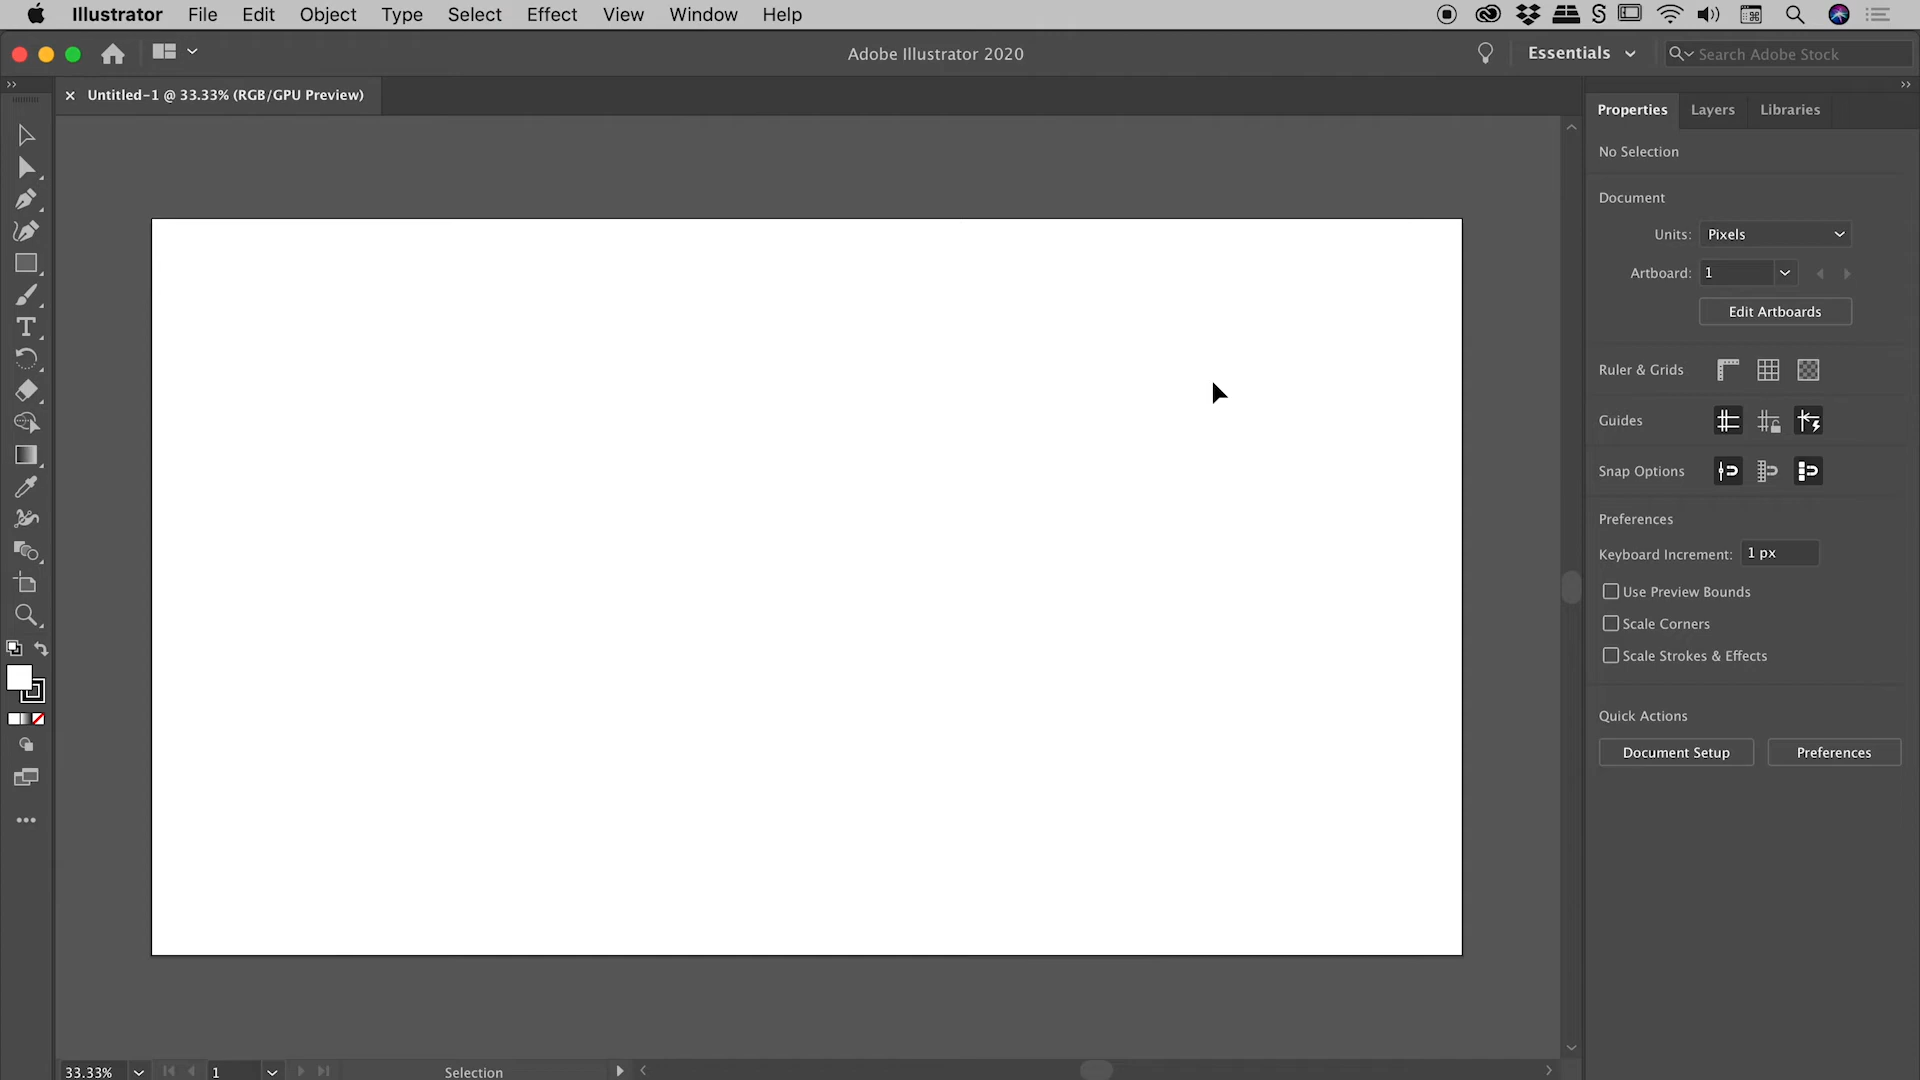 Illustrator File Edit Object Type Select Effect View Window Help
Adobe Illustrator 2020
Essentials
Search Adobe Stock
× Untitled-1 @ 33.33% (RGB/GPU Preview)
Properties Layers Libraries
No Selection
Document
Units: Pixels
Artboard: 1
Edit Artboards
Ruler & Grids
Guides
Snap Options
Preferences
Keyboard Increment: 1 px
Use Preview Bounds
Scale Corners
Scale Strokes & Effects
Quick Actions
Document Setup Preferences
33.33% 1 Selection